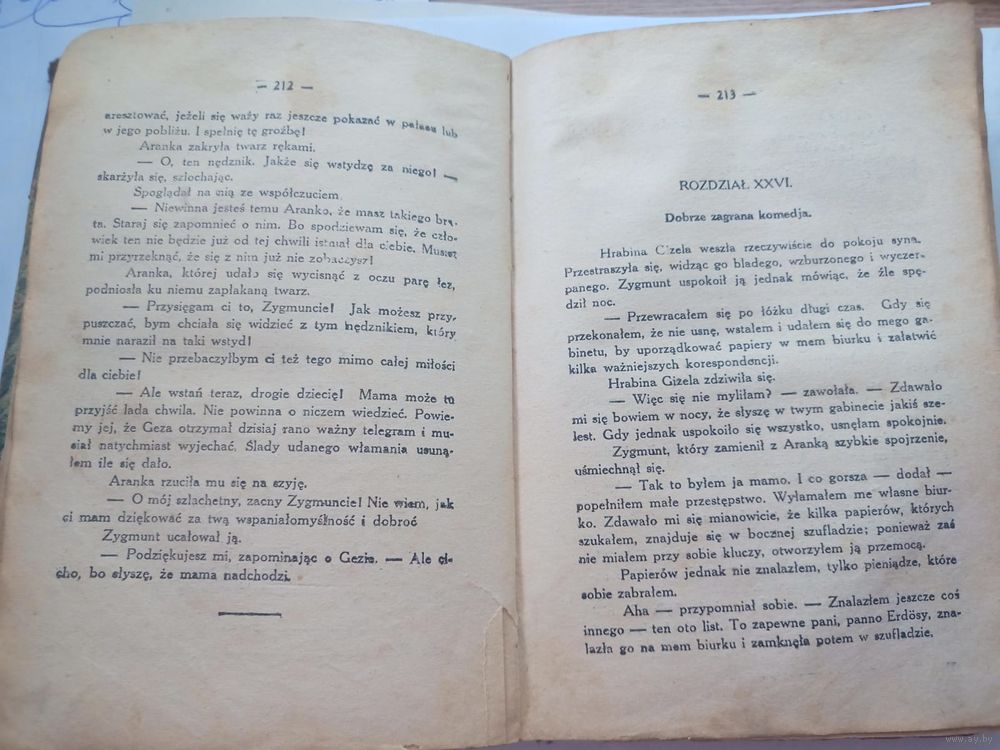 — 212 —
aresztować, jeżeli się waży raz jeszcze pokazać w pałacu lub
w jego pobliżu. I spełnię tę groźbę!
Aranka zakryła twarz rękami.
— O, ten nędznik. Jakże się wstydzę za niego! —
skarżyła się, szlochając.
Spoglądał na nią ze współczuciem.
— Niewinna jesteś temu Aranko, że masz takiego bra-
ta. Staraj się zapomnieć o nim. Bo spodziewam się, że czło-
wiek ten nie będzie już od tej chwili istniał dla ciebie. Musisz
mi przyrzeknąć, że się z nim już nie zobaczysz!
Aranka, której udało się wycisnąć z oczu parę łez,
podniosła ku niemu zapłakaną twarz.
— Przysięgam ci to, Zygmuncie! Jak możesz przy-
puszczać, bym chciała się widzieć z tym nędznikiem, który
mnie naraził na taki wstyd!
— Nie przebaczyłbym ci też tego mimo całej miłości
dla ciebie!
— Ale wstań teraz, drogie dziecię! Mama może tu
przyjść lada chwila. Nie powinna o niczem wiedzieć. Powie-
my jej, że Geza otrzymał dzisiaj rano ważny telegram i mu-
siał natychmiast wyjechać. Ślady udanego włamania usuną-
łem ile się dało.
Aranka rzuciła mu się na szyję.
— O mój szlachetny, zacny Zygmuncie! Nie wiem, jak
ci mam dziękować za twą wspaniałomyślność i dobroć
Zygmunt ucałował ją.
— Podziękujesz mi, zapominając o Gezie. — Ale ci-
cho, bo słyszę, że mama nadchodzi.
— 213 —
ROZDZIAŁ XXVI.
Dobrze zagrana komedja.
Hrabina Gizela weszła rzeczywiście do pokoju syna.
Przestraszyła się, widząc go bladego, wzburzonego i wyczer-
panego. Zygmunt uspokoił ją jednak mówiąc, że źle spę-
dził noc.
— Przewracałem się po łóżku długi czas. Gdy się
przekonałem, że nie usnę, wstałem i udałem się do mego ga-
binetu, by uporządkować papiery w mem biurku i załatwić
kilka ważniejszych korespondencji.
Hrabina Giżela zdziwiła się.
— Więc się nie myliłam? — zawołała. — Zdawało
mi się bowiem w nocy, że słyszę w twym gabinecie jakiś sze-
lest. Gdy jednak uspokoiło się wszystko, usnęłam spokojnie.
Zygmunt, który zamienił z Aranką szybkie spojrzenie,
uśmiechnął się.
— Tak to byłem ja mamo. I co gorsza — dodał —
popełniłem małe przestępstwo. Wyłamałem me własne biur-
ko. Zdawało mi się mianowicie, że kilka papierów, których
szukałem, znajduje się w bocznej szufladzie; ponieważ zaś
nie miałem przy sobie kluczy, otworzyłem ją przemocą.
Papierów jednak nie znalazłem, tylko pieniądze, które
sobie zabrałem.
Aha — przypomniał sobie. — Znalazłem jeszcze coś
innego — ten oto list. To zapewne pani, panno Erdösy, zna-
lazła go na mem biurku i zamknęła potem w szufladzie.
www.ay.by